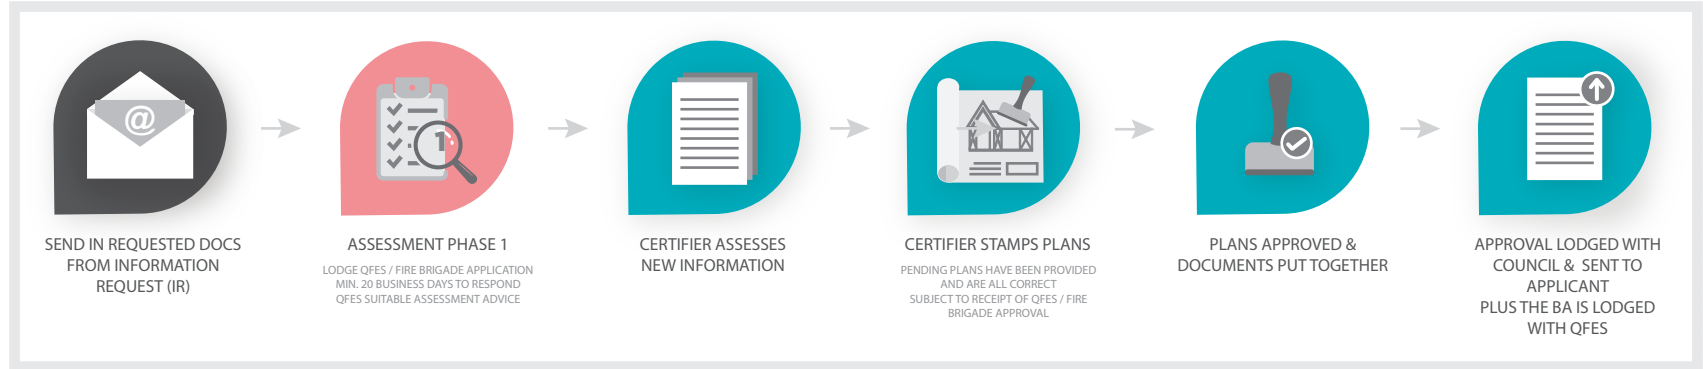 @
1
SEND IN REQUESTED DOCS
FROM INFORMATION
REQUEST (IR)
ASSESSMENT PHASE 1
LODGE QFES / FIRE BRIGADE APPLICATION
MIN. 20 BUSINESS DAYS TO RESPOND
QFES SUITABLE ASSESSMENT ADVICE
CERTIFIER ASSESSES
NEW INFORMATION
CERTIFIER STAMPS PLANS
PENDING PLANS HAVE BEEN PROVIDED
AND ARE ALL CORRECT
SUBJECT TO RECEIPT OF QFES / FIRE
BRIGADE APPROVAL
PLANS APPROVED &
DOCUMENTS PUT TOGETHER
APPROVAL LODGED WITH
COUNCIL & SENT TO
APPLICANT
PLUS THE BA IS LODGED
WITH QFES